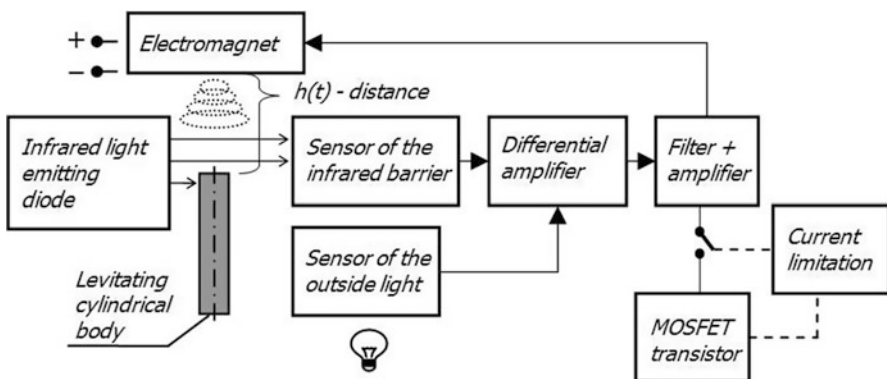 +
−
Electromagnet
h(t) - distance
Infrared light
emitting
diode
Sensor of the
infrared barrier
Differential
amplifier
Filter +
amplifier
Sensor of the
outside light
Current
limitation
Levitating
cylindrical
body
MOSFET
transistor